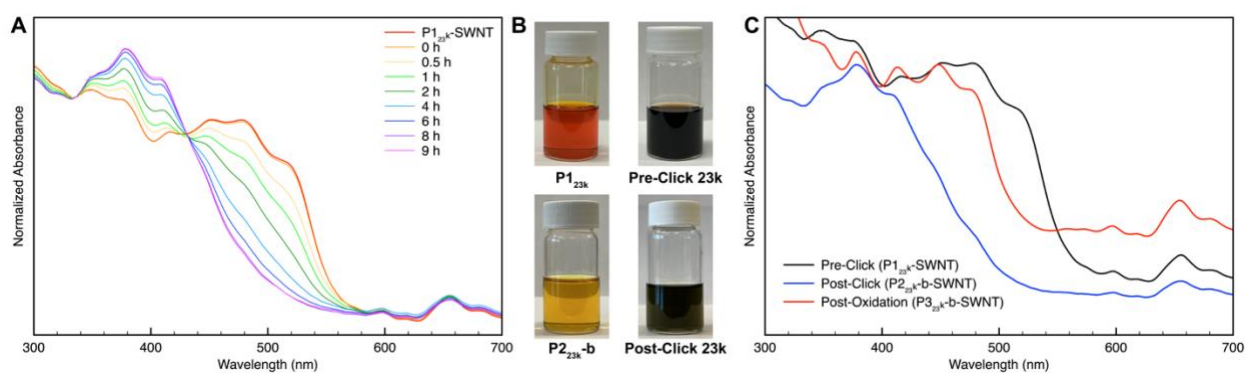 A
Normalized Absorbance
P1₂₃ₖ-SWNT
0 h
0.5 h
1 h
2 h
4 h
6 h
8 h
9 h
300
400
500
600
700
Wavelength (nm)
B
P1₂₃ₖ
Pre-Click 23k
P2₂₃ₖ-b
Post-Click 23k
C
Normalized Absorbance
Pre-Click (P1₂₃ₖ-SWNT)
Post-Click (P2₂₃ₖ-b-SWNT)
Post-Oxidation (P3₂₃ₖ-b-SWNT)
300
400
500
600
700
Wavelength (nm)